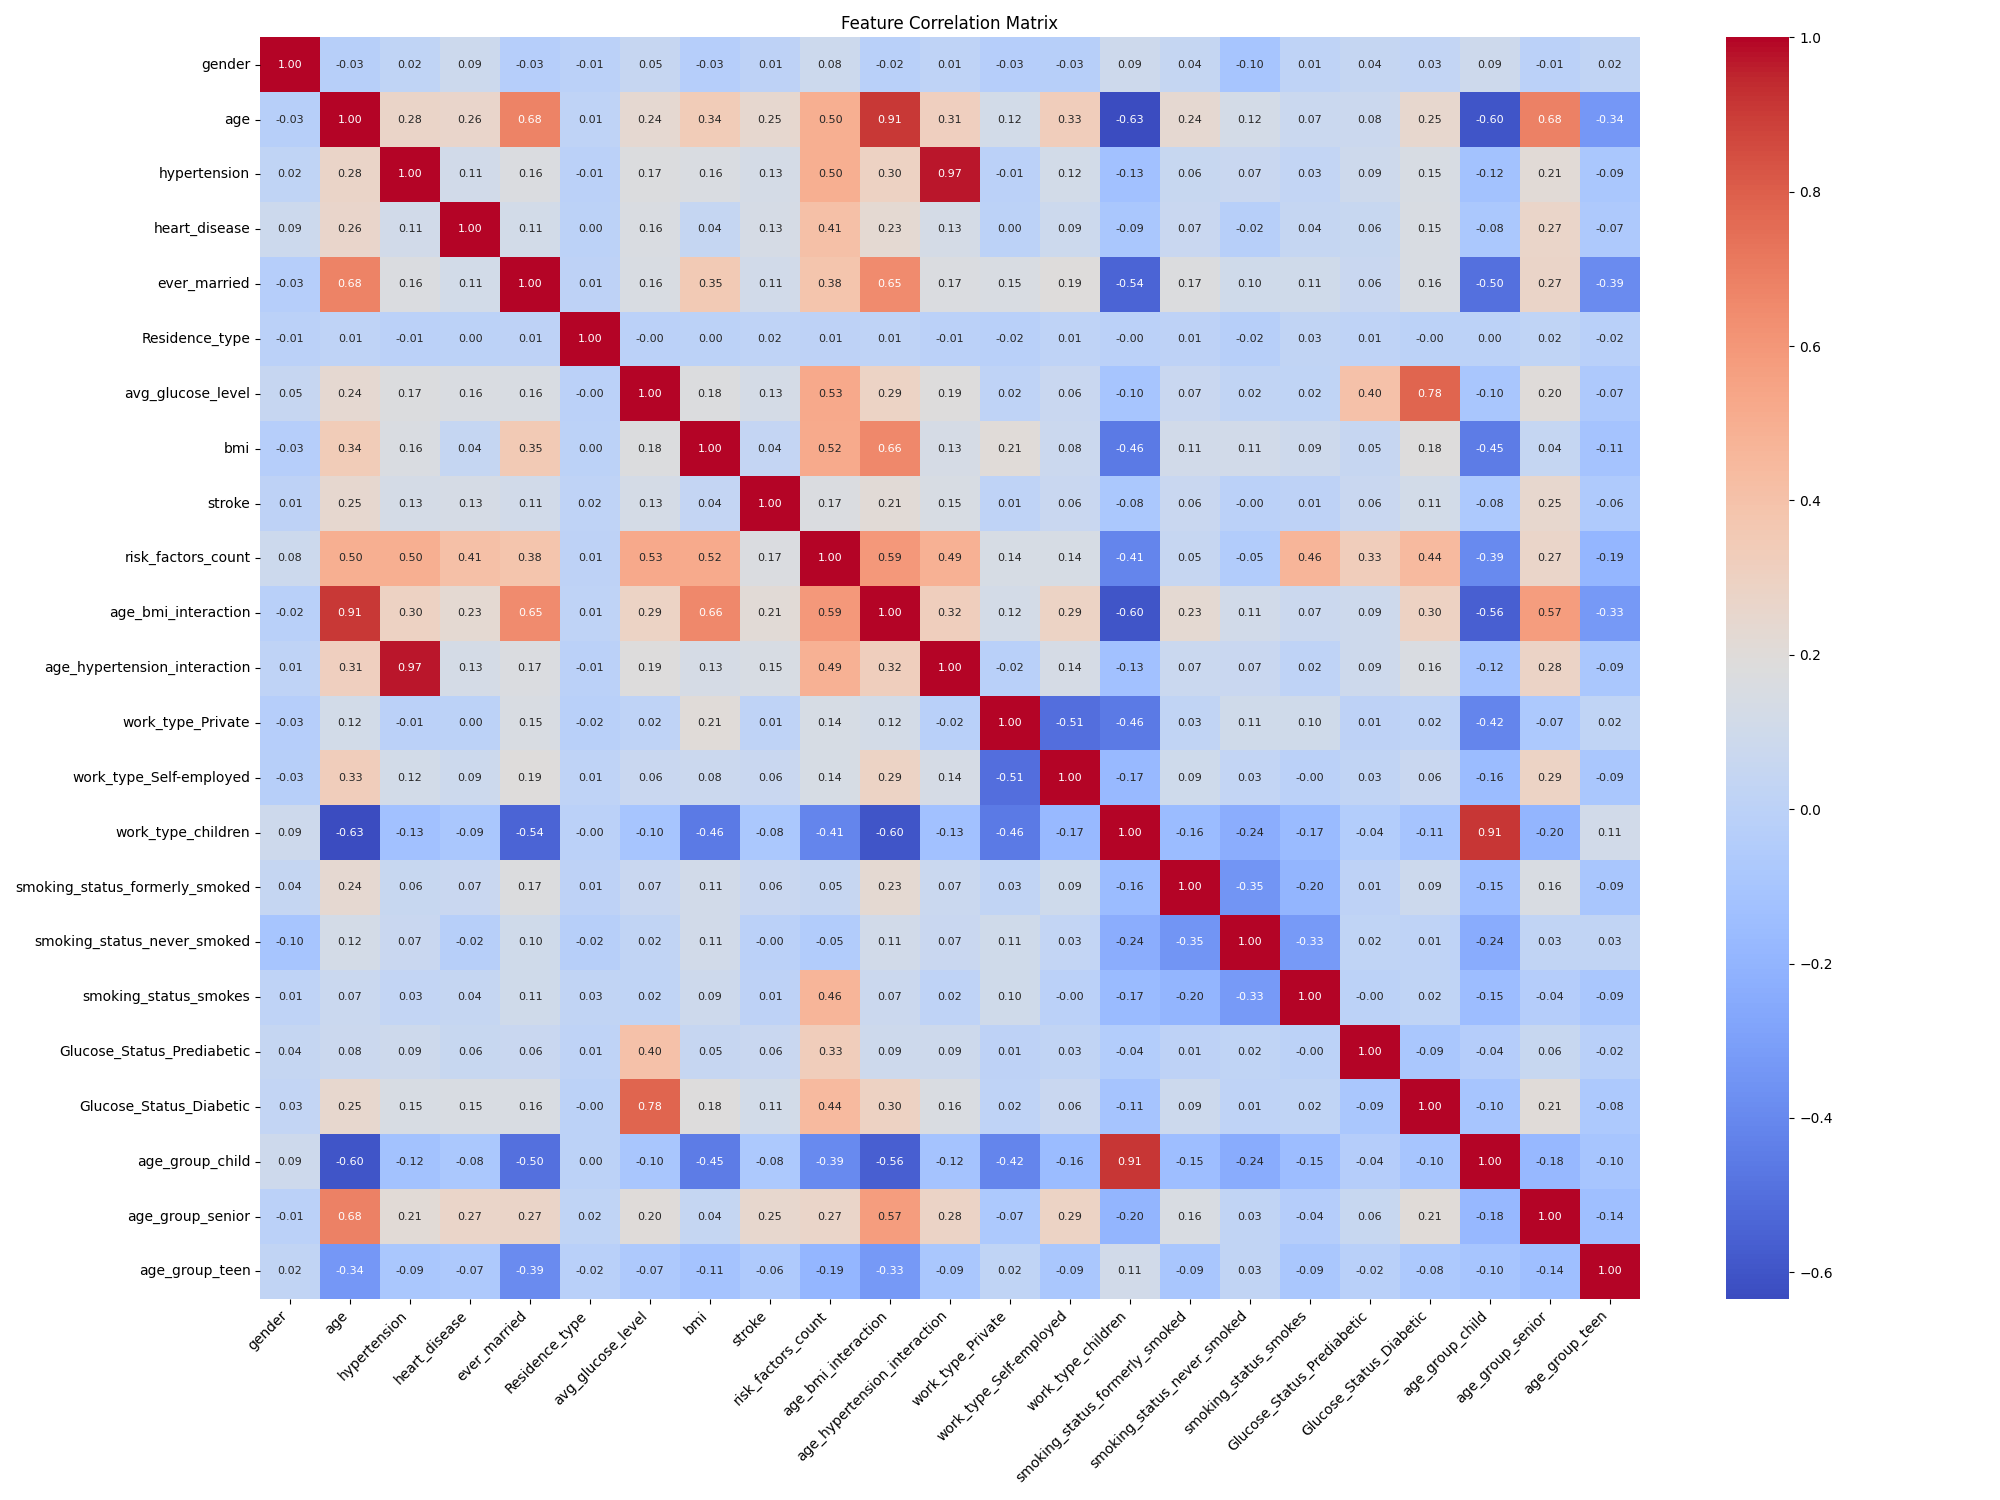 Feature Correlation Matrix
gender 1.00 -0.03 0.02 0.09 -0.03 -0.01 0.05 -0.03 0.01 0.08 -0.02 0.01 -0.03 -0.03 0.09 0.04 -0.10 0.01 0.04 0.03 0.09 -0.01 0.02
age -0.03 1.00 0.28 0.26 0.68 0.01 0.24 0.34 0.25 0.50 0.91 0.31 0.12 0.33 -0.63 0.24 0.12 0.07 0.08 0.25 -0.60 0.68 -0.34
hypertension 0.02 0.28 1.00 0.11 0.16 -0.01 0.17 0.16 0.13 0.50 0.30 0.97 -0.01 0.12 -0.13 0.06 0.07 0.03 0.09 0.15 -0.12 0.21 -0.09
heart_disease 0.09 0.26 0.11 1.00 0.11 0.00 0.16 0.04 0.13 0.41 0.23 0.13 0.00 0.09 -0.09 0.07 -0.02 0.04 0.06 0.15 -0.08 0.27 -0.07
ever_married -0.03 0.68 0.16 0.11 1.00 0.01 0.16 0.35 0.11 0.38 0.65 0.17 0.15 0.19 -0.54 0.17 0.10 0.11 0.06 0.16 -0.50 0.27 -0.39
Residence_type -0.01 0.01 -0.01 0.00 0.01 1.00 -0.00 0.00 0.02 0.01 0.01 -0.01 -0.02 0.01 -0.00 0.01 -0.02 0.03 0.01 -0.00 0.00 0.02 -0.02
avg_glucose_level 0.05 0.24 0.17 0.16 0.16 -0.00 1.00 0.18 0.13 0.53 0.29 0.19 0.02 0.06 -0.10 0.07 0.02 0.02 0.40 0.78 -0.10 0.20 -0.07
bmi -0.03 0.34 0.16 0.04 0.35 0.00 0.18 1.00 0.04 0.52 0.66 0.13 0.21 0.08 -0.46 0.11 0.11 0.09 0.05 0.18 -0.45 0.04 -0.11
stroke 0.01 0.25 0.13 0.13 0.11 0.02 0.13 0.04 1.00 0.17 0.21 0.15 0.01 0.06 -0.08 0.06 -0.00 0.01 0.06 0.11 -0.08 0.25 -0.06
risk_factors_count 0.08 0.50 0.50 0.41 0.38 0.01 0.53 0.52 0.17 1.00 0.59 0.49 0.14 0.14 -0.41 0.05 -0.05 0.46 0.33 0.44 -0.39 0.27 -0.19
age_bmi_interaction -0.02 0.91 0.30 0.23 0.65 0.01 0.29 0.66 0.21 0.59 1.00 0.32 0.12 0.29 -0.60 0.23 0.11 0.07 0.09 0.30 -0.56 0.57 -0.33
age_hypertension_interaction 0.01 0.31 0.97 0.13 0.17 -0.01 0.19 0.13 0.15 0.49 0.32 1.00 -0.02 0.14 -0.13 0.07 0.07 0.02 0.09 0.16 -0.12 0.28 -0.09
work_type_Private -0.03 0.12 -0.01 0.00 0.15 -0.02 0.02 0.21 0.01 0.14 0.12 -0.02 1.00 -0.51 -0.46 0.03 0.11 0.10 0.01 0.02 -0.42 -0.07 0.02
work_type_Self-employed -0.03 0.33 0.12 0.09 0.19 0.01 0.06 0.08 0.06 0.14 0.29 0.14 -0.51 1.00 -0.17 0.09 0.03 -0.00 0.03 0.06 -0.16 0.29 -0.09
work_type_children 0.09 -0.63 -0.13 -0.09 -0.54 -0.00 -0.10 -0.46 -0.08 -0.41 -0.60 -0.13 -0.46 -0.17 1.00 -0.16 -0.24 -0.17 -0.04 -0.11 0.91 -0.20 0.11
smoking_status_formerly_smoked 0.04 0.24 0.06 0.07 0.17 0.01 0.07 0.11 0.06 0.05 0.23 0.07 0.03 0.09 -0.16 1.00 -0.35 -0.20 0.01 0.09 -0.15 0.16 -0.09
smoking_status_never_smoked -0.10 0.12 0.07 -0.02 0.10 -0.02 0.02 0.11 -0.00 -0.05 0.11 0.07 0.11 0.03 -0.24 -0.35 1.00 -0.33 0.02 0.01 -0.24 0.03 0.03
smoking_status_smokes 0.01 0.07 0.03 0.04 0.11 0.03 0.02 0.09 0.01 0.46 0.07 0.02 0.10 -0.00 -0.17 -0.20 -0.33 1.00 -0.00 0.02 -0.15 -0.04 -0.09
Glucose_Status_Prediabetic 0.04 0.08 0.09 0.06 0.06 0.01 0.40 0.05 0.06 0.33 0.09 0.09 0.01 0.03 -0.04 0.01 0.02 -0.00 1.00 -0.09 -0.04 0.06 -0.02
Glucose_Status_Diabetic 0.03 0.25 0.15 0.15 0.16 -0.00 0.78 0.18 0.11 0.44 0.30 0.16 0.02 0.06 -0.11 0.09 0.01 0.02 -0.09 1.00 -0.10 0.21 -0.08
age_group_child 0.09 -0.60 -0.12 -0.08 -0.50 0.00 -0.10 -0.45 -0.08 -0.39 -0.56 -0.12 -0.42 -0.16 0.91 -0.15 -0.24 -0.15 -0.04 -0.10 1.00 -0.18 -0.10
age_group_senior -0.01 0.68 0.21 0.27 0.27 0.02 0.20 0.04 0.25 0.27 0.57 0.28 -0.07 0.29 -0.20 0.16 0.03 -0.04 0.06 0.21 -0.18 1.00 -0.14
age_group_teen 0.02 -0.34 -0.09 -0.07 -0.39 -0.02 -0.07 -0.11 -0.06 -0.19 -0.33 -0.09 0.02 -0.09 0.11 -0.09 0.03 -0.09 -0.02 -0.08 -0.10 -0.14 1.00
gender
age
hypertension
heart_disease
ever_married
Residence_type
avg_glucose_level
bmi
stroke
risk_factors_count
age_bmi_interaction
age_hypertension_interaction
work_type_Private
work_type_Self-employed
work_type_children
smoking_status_formerly_smoked
smoking_status_never_smoked
smoking_status_smokes
Glucose_Status_Prediabetic
Glucose_Status_Diabetic
age_group_child
age_group_senior
age_group_teen
1.0
0.8
0.6
0.4
0.2
0.0
−0.2
−0.4
−0.6